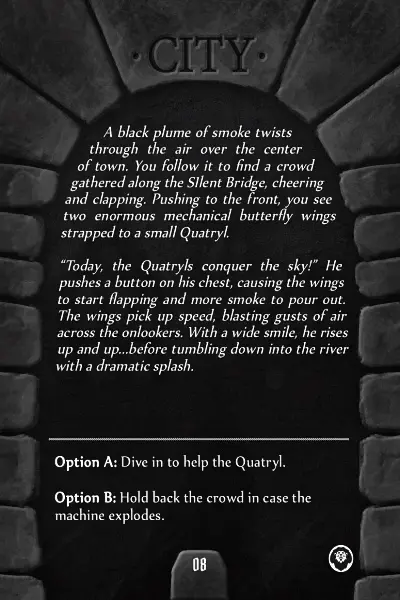 ·CITY·
A black plume of smoke twists
through the air over the center
of town. You follow it to find a crowd
gathered along the SIlent Bridge, cheering
and clapping. Pushing to the front, you see
two enormous mechanical butterfly wings
strapped to a small Quatryl.
“Today, the Quatryls conquer the sky!” He
pushes a button on his chest, causing the wings
to start flapping and more smoke to pour out.
The wings pick up speed, blasting gusts of air
across the onlookers. With a wide smile, he rises
up and up...before tumbling down into the river
with a dramatic splash.
Option A: Dive in to help the Quatryl.
Option B: Hold back the crowd in case the
machine explodes.
08